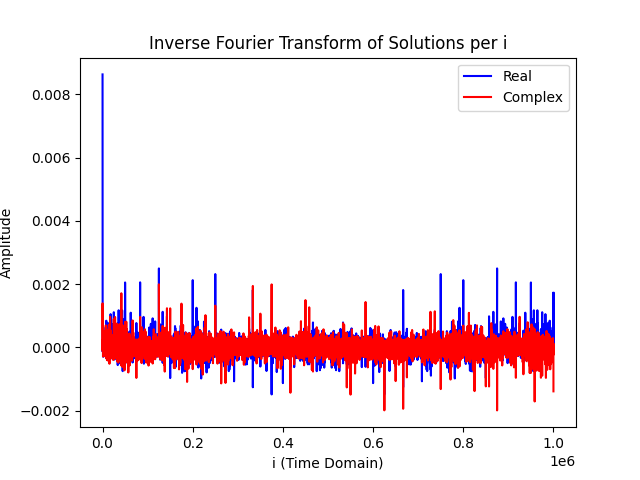 Inverse Fourier Transform of Solutions per i
Real
Complex
Amplitude
0.008
0.006
0.004
0.002
0.000
−0.002
0.0
0.2
0.4
0.6
0.8
1.0
1e6
i (Time Domain)